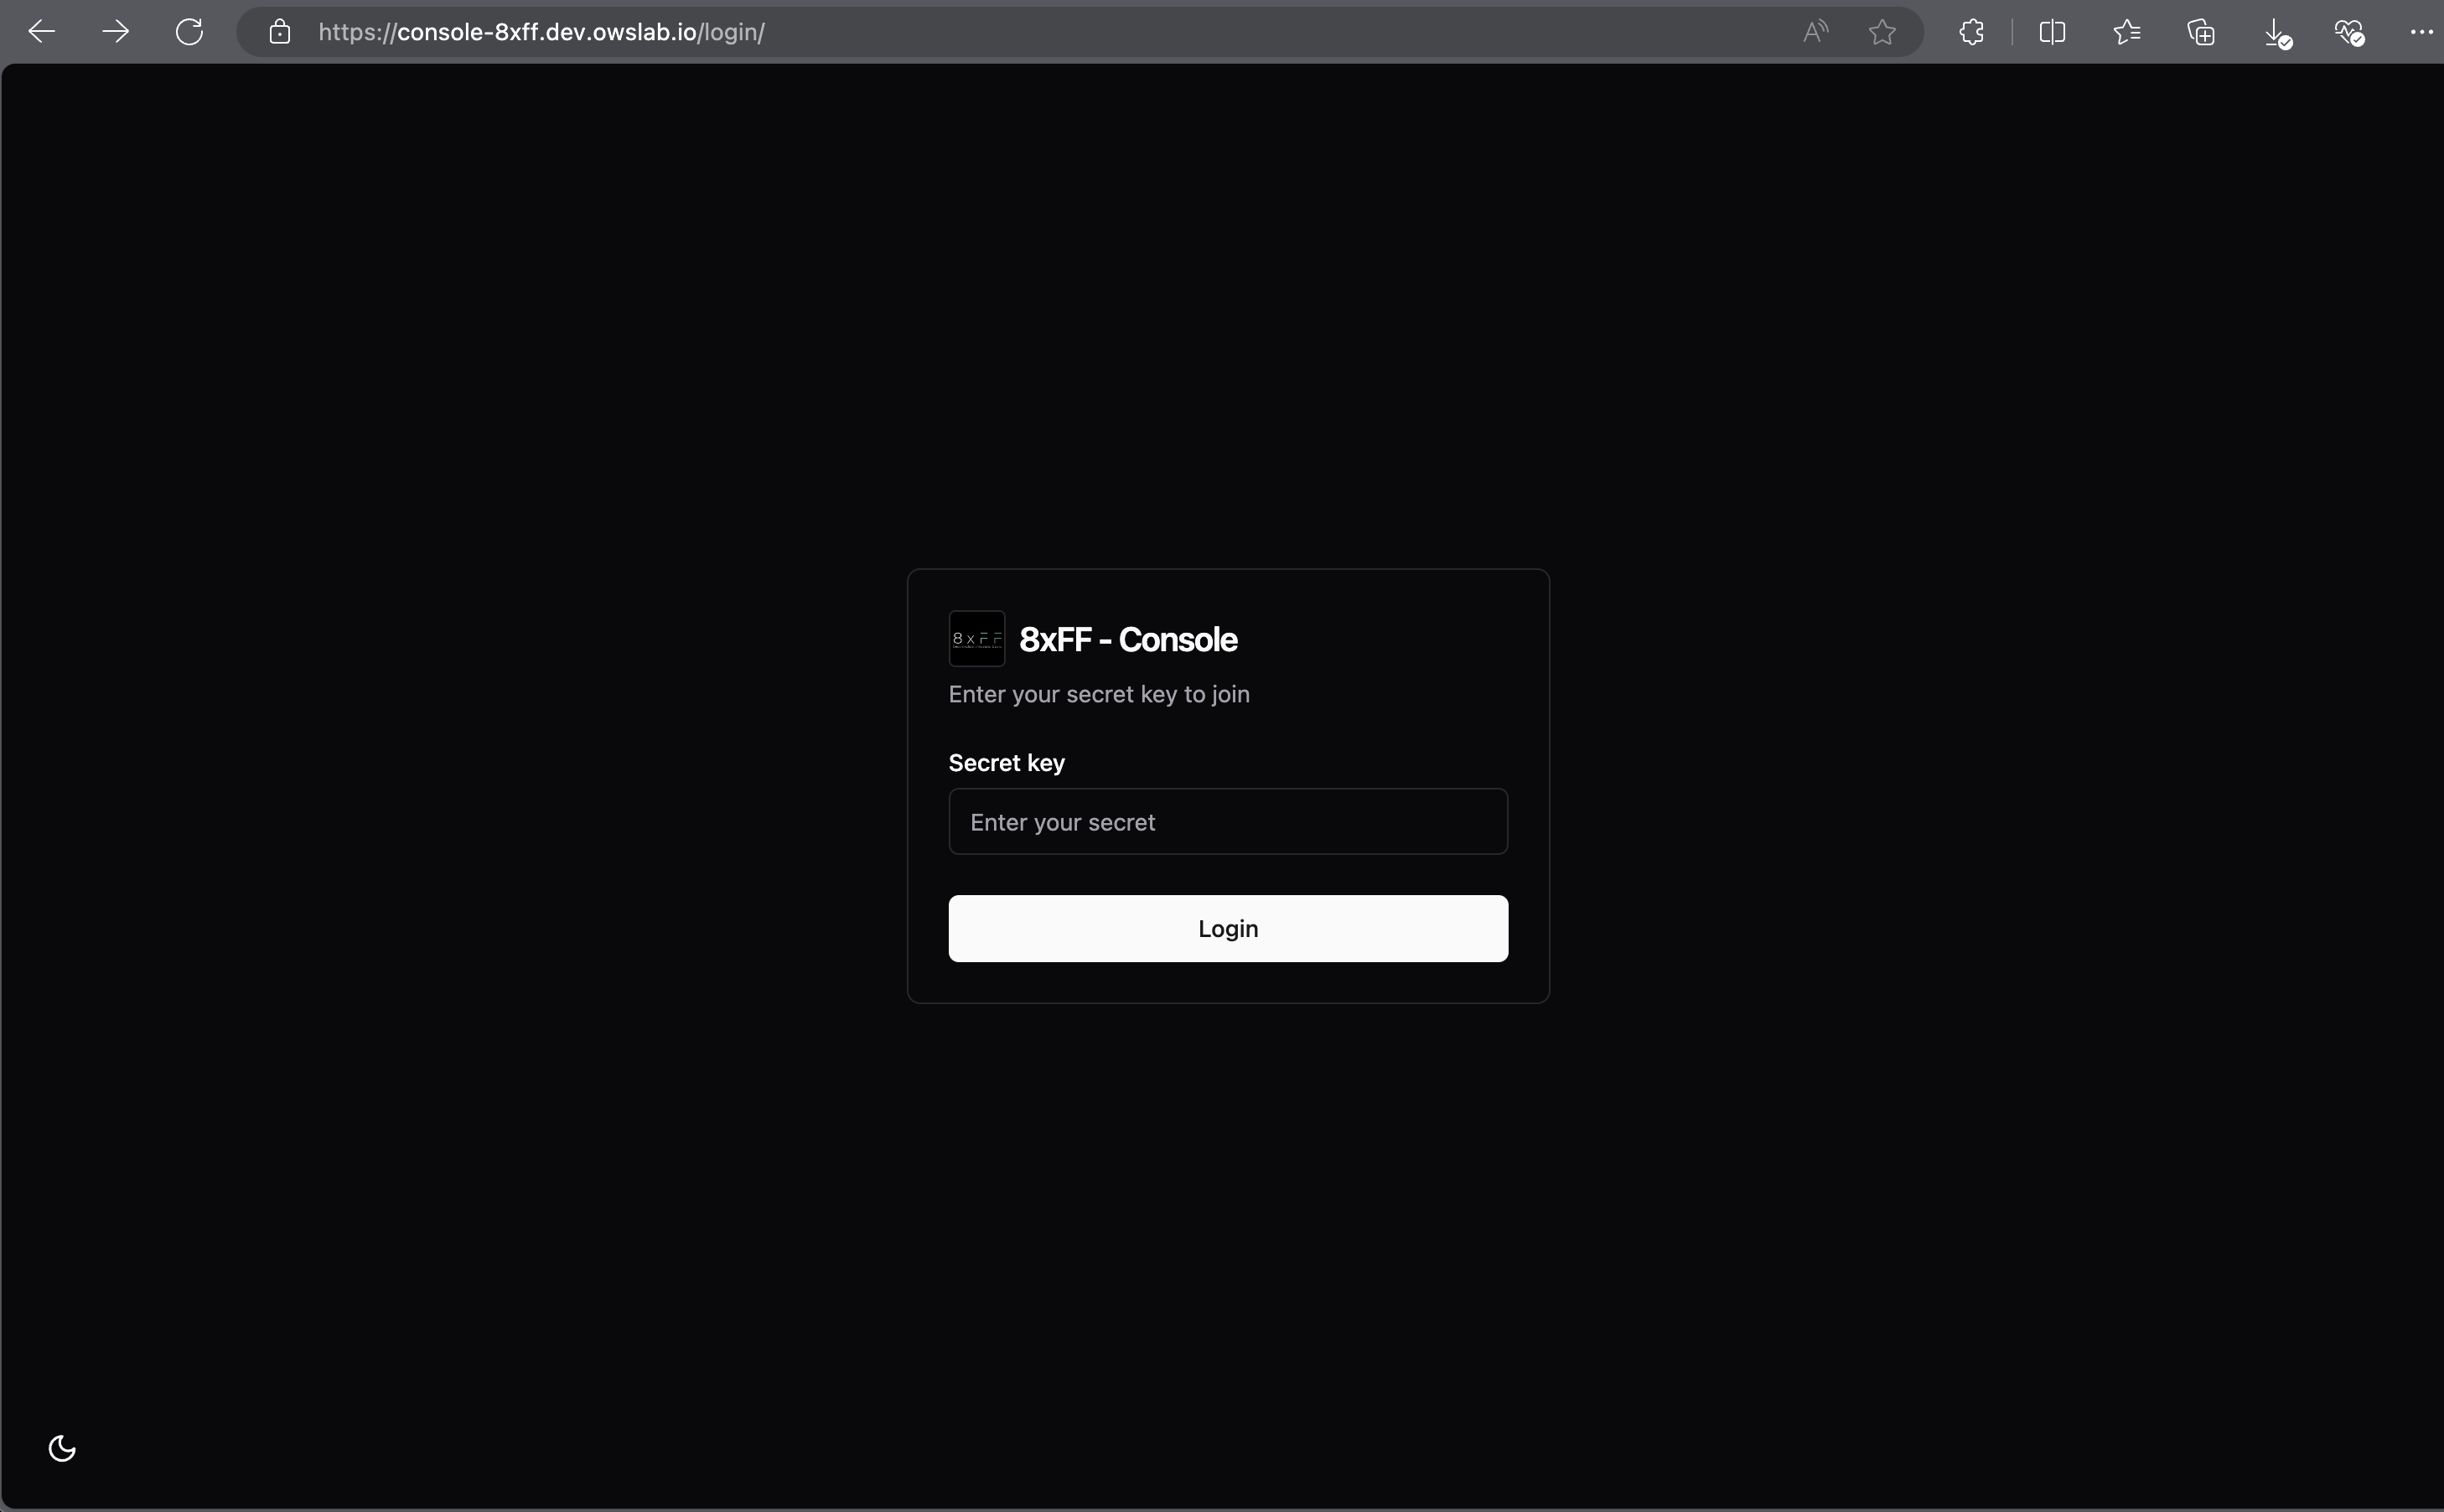 https://console-8xff.dev.owslab.io/login/
8xFF
8xFF - Console
Enter your secret key to join
Secret key
Enter your secret
Login